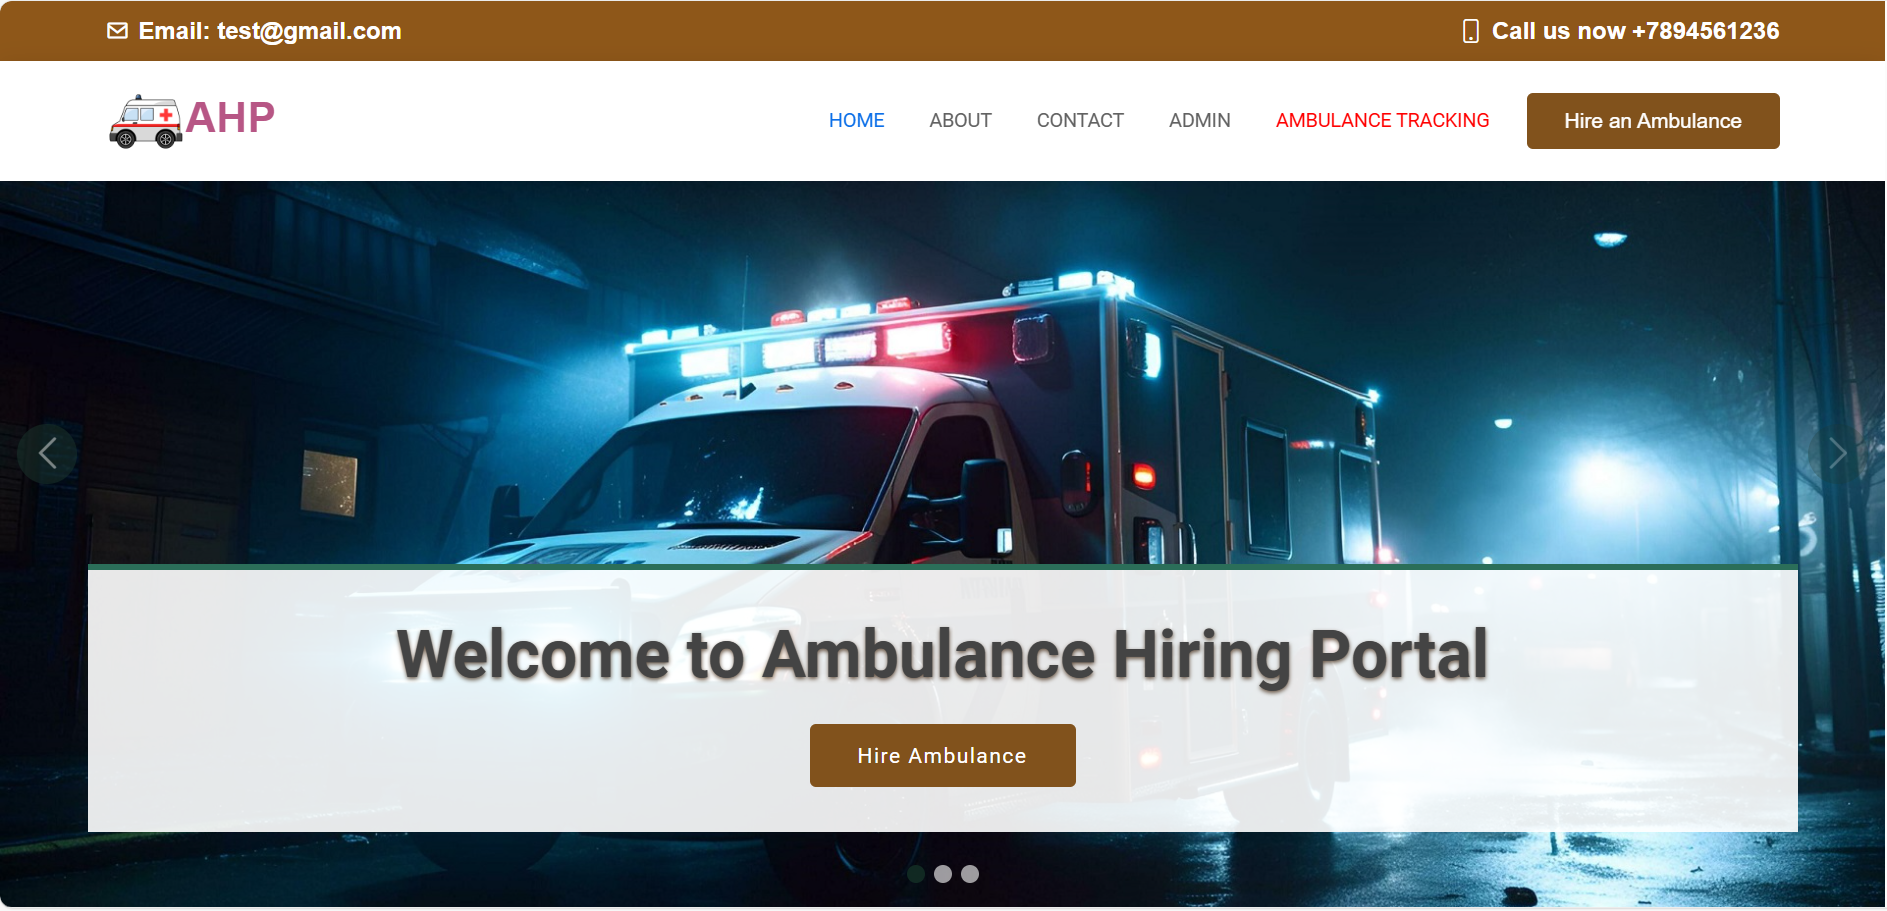 Email: test@gmail.com
Call us now +7894561236
AHP
HOME
ABOUT
CONTACT
ADMIN
AMBULANCE TRACKING
Hire an Ambulance
Welcome to Ambulance Hiring Portal
Hire Ambulance